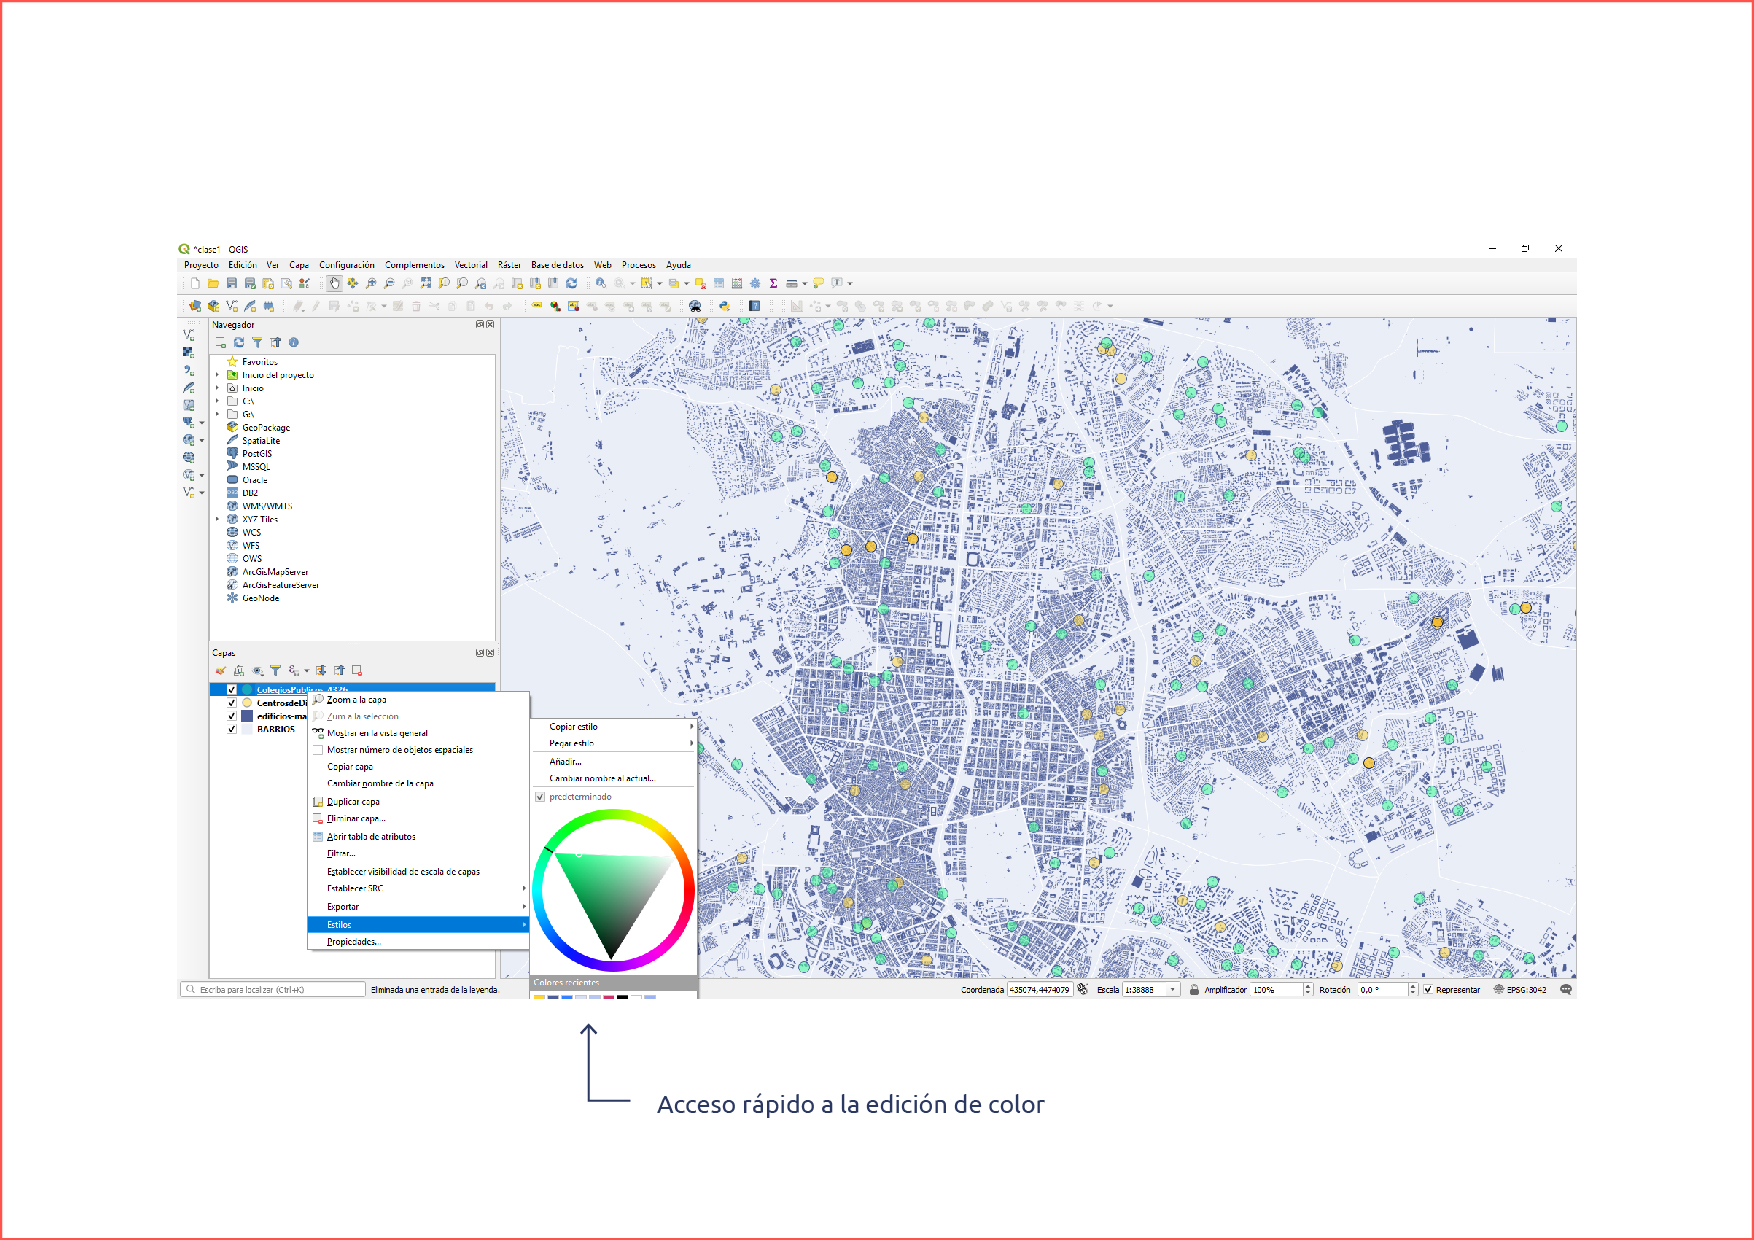 *clase1 - QGIS
Proyecto Edición Ver Capa Configuración Complementos Vectorial Ráster Base de datos Web Procesos Ayuda
Navegador
Favoritos
Inicio del proyecto
Inicio
C:\
G:\
GeoPackage
SpatiaLite
PostGIS
MSSQL
Oracle
DB2
WMS/WMTS
XYZ Tiles
WCS
WFS
OWS
ArcGisMapServer
ArcGisFeatureServer
GeoNode
Capas
ColegiosPublicos_4326
CentrosdeDi
edificios-ma
BARRIOS
Zoom a la capa
Zum a la selección
Mostrar en la vista general
Mostrar número de objetos espaciales
Copiar capa
Cambiar nombre de la capa
Duplicar capa
Eliminar capa...
Abrir tabla de atributos
Filtrar...
Establecer visibilidad de escala de capas
Establecer SRC
Exportar
Estilos
Propiedades...
Copiar estilo
Pegar estilo
Añadir...
Cambiar nombre al actual...
predeterminado
Colores recientes
Escriba para localizar (Ctrl+K) Eliminada una entrada de la leyenda. Coordenada 435074,4474079 Escala 1:38888 Amplificador 100% Rotación 0,0 ° Representar EPSG:3042
Acceso rápido a la edición de color